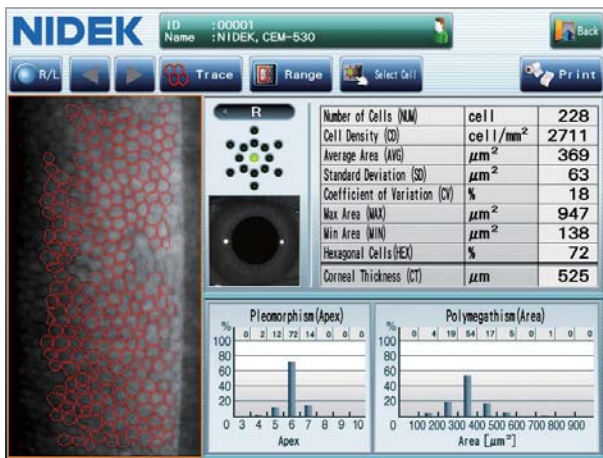 NIDEK
ID :00001
Name :NIDEK, CEM-530
Back
R/L
Trace
Range
Select Cell
Print
R
Number of Cells (NUM) cell 228
Cell Density (CD) cell/mm² 2711
Average Area (AVG) μm² 369
Standard Deviation (SD) μm² 63
Coefficient of Variation (CV) % 18
Max Area (MAX) μm² 947
Min Area (MIN) μm² 138
Hexagonal Cells(HEX) % 72
Corneal Thickness (CT) μm 525
Pleomorphism(Apex)
% 0 2 12 72 14 0 0 0
100
80
60
40
20
0 3 4 5 6 7 8 9 10
Apex
Polymegathism(Area)
% 0 4 19 54 17 5 0 1 0 0
100
80
60
40
20
0 100 200 300 400 500 600 700 800 900
Area [μm²]